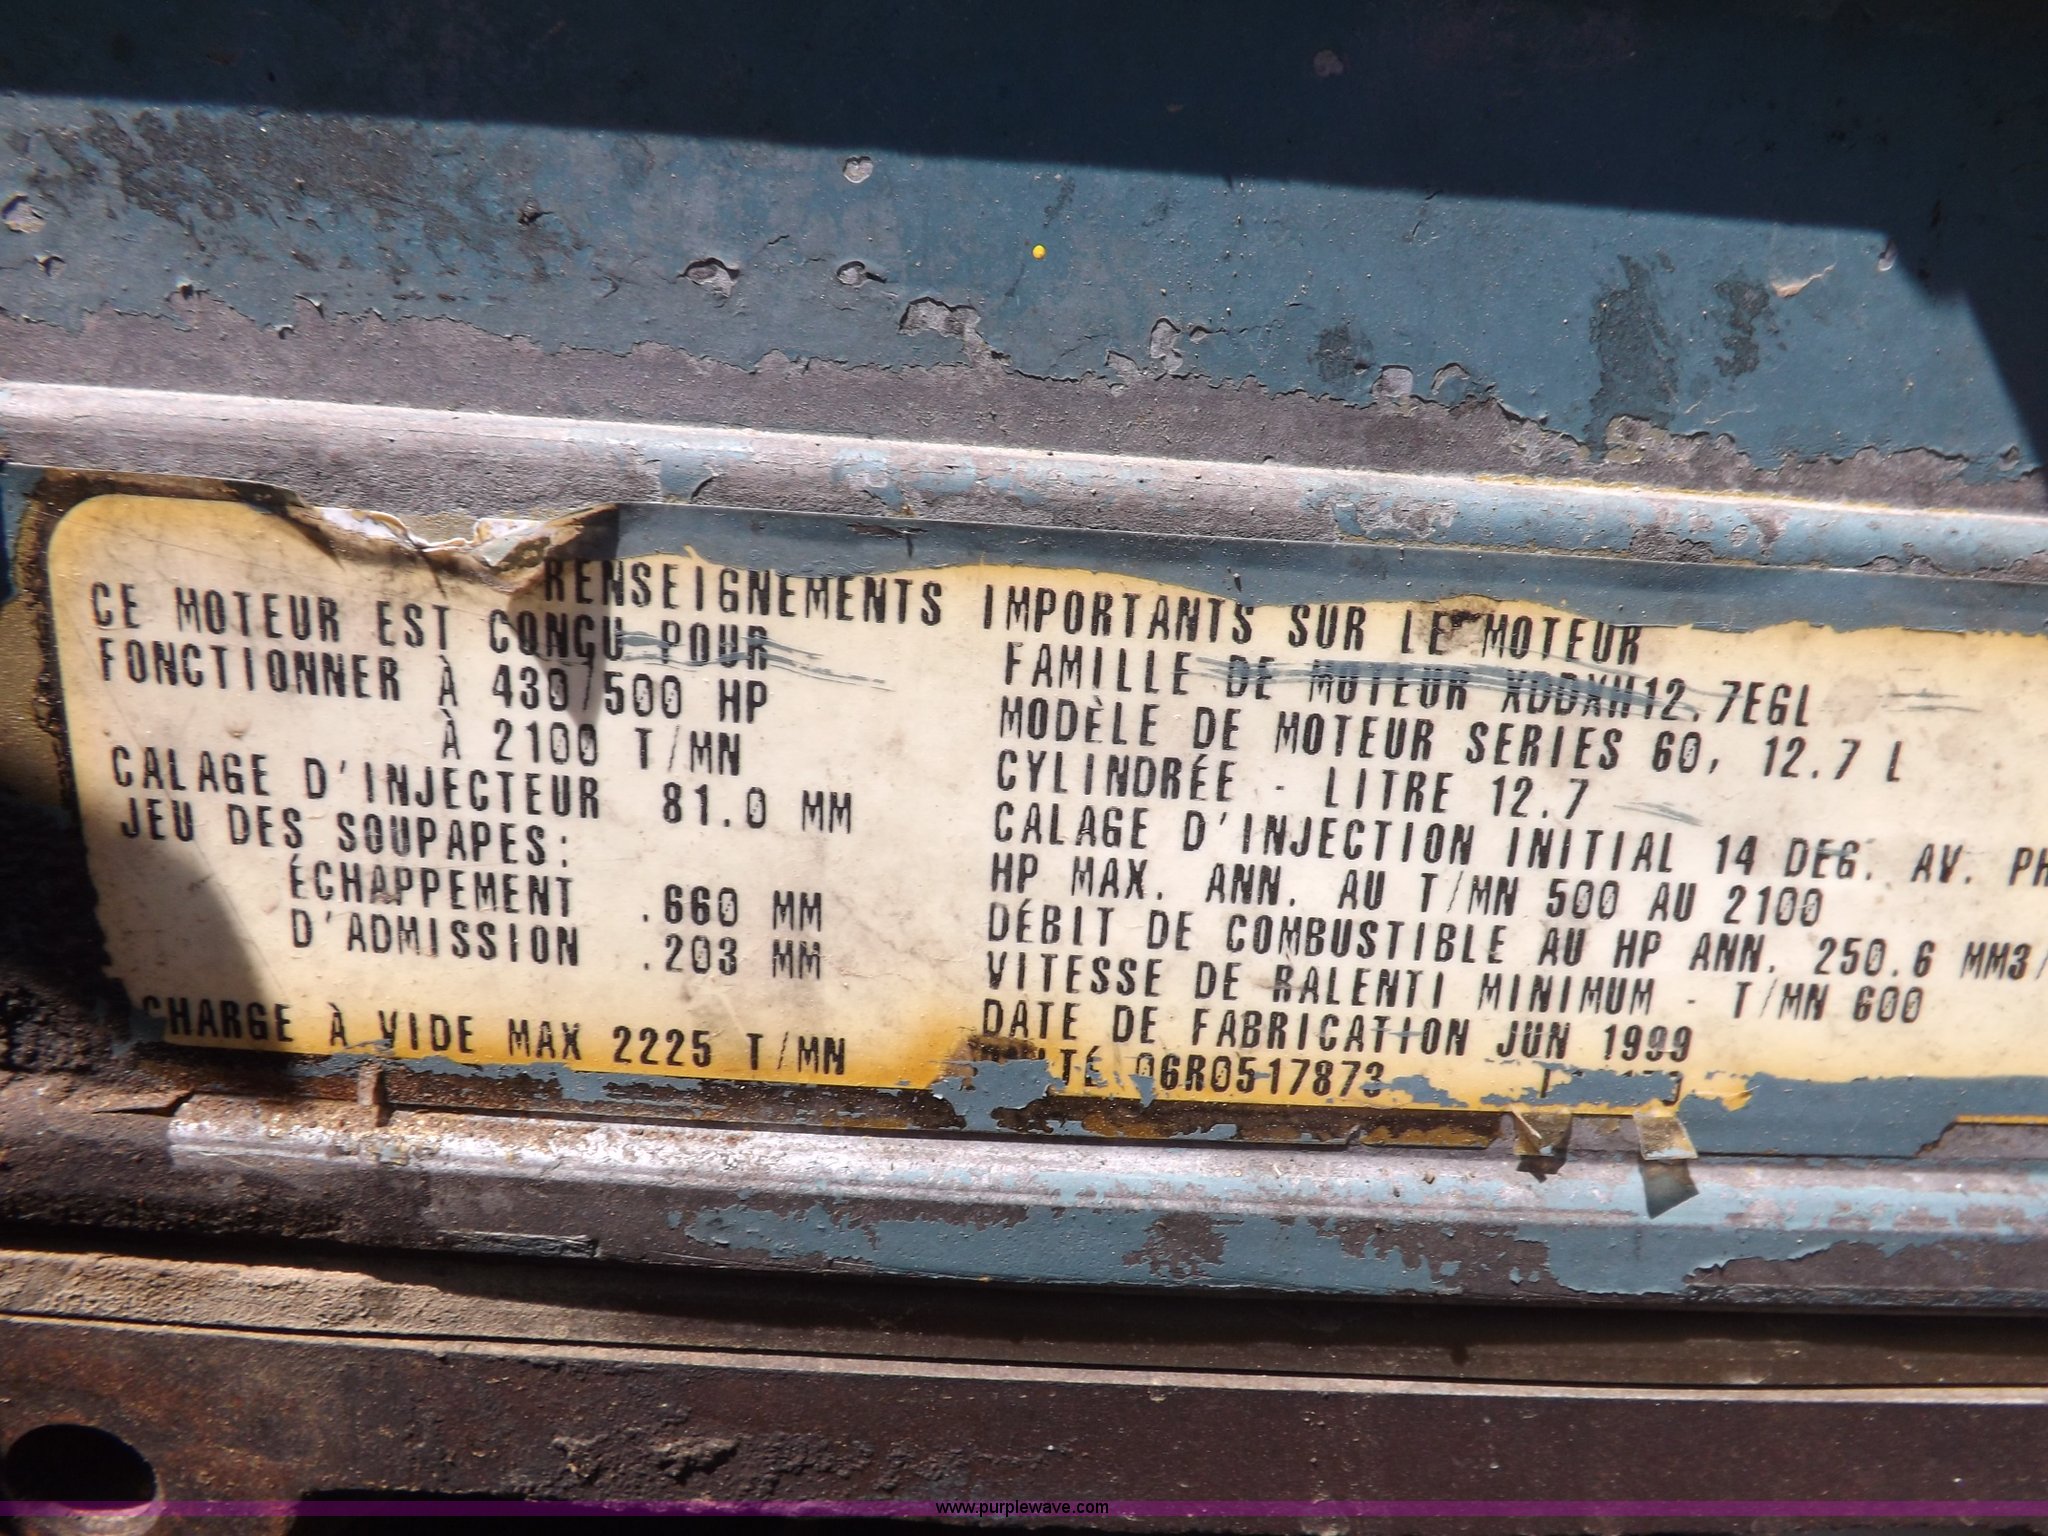 RENSEIGNEMENTS IMPORTANTS SUR LE MOTEUR
CE MOTEUR EST CONÇU POUR
FONCTIONNER À 430/500 HP
À 2100 T/MN
CALAGE D'INJECTEUR 81.0 MM
JEU DES SOUPAPES:
ÉCHAPPEMENT .660 MM
D'ADMISSION .203 MM
CHARGE À VIDE MAX 2225 T/MN
FAMILLE DE MOTEUR XDDXH12.7EGL
MODÈLE DE MOTEUR SERIES 60, 12.7 L
CYLINDRÉE - LITRE 12.7
CALAGE D'INJECTION INITIAL 14 DEG. AV. PH
HP MAX. ANN. AU T/MN 500 AU 2100
DÉBIT DE COMBUSTIBLE AU HP ANN. 250.6 MM3/
VITESSE DE RALENTI MINIMUM - T/MN 600
DATE DE FABRICATION JUN 1999
06R0517873
www.purplewave.com